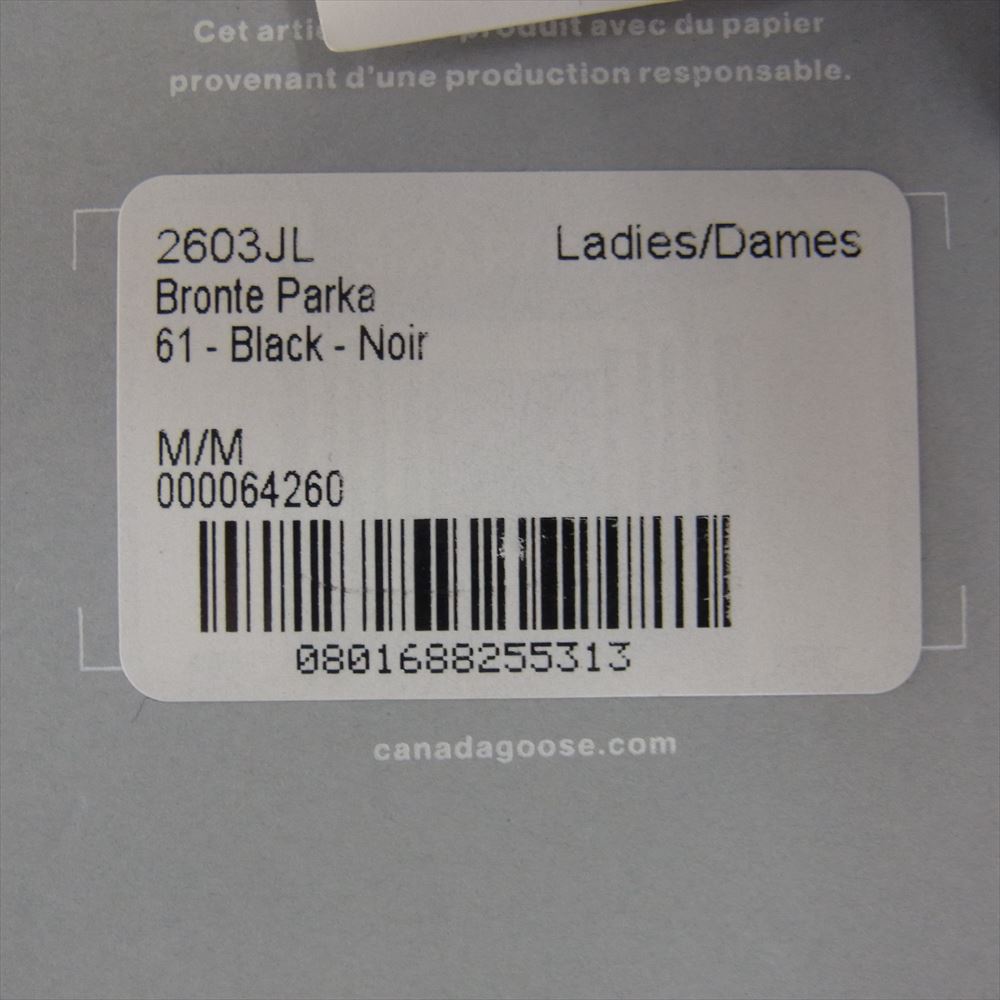 Cet produit avec du papier
provenant d'une production responsable.
2603JL Ladies/Dames
Bronte Parka
61 - Black - Noir
M/M
000064260
0801688255313
canadagoose.com